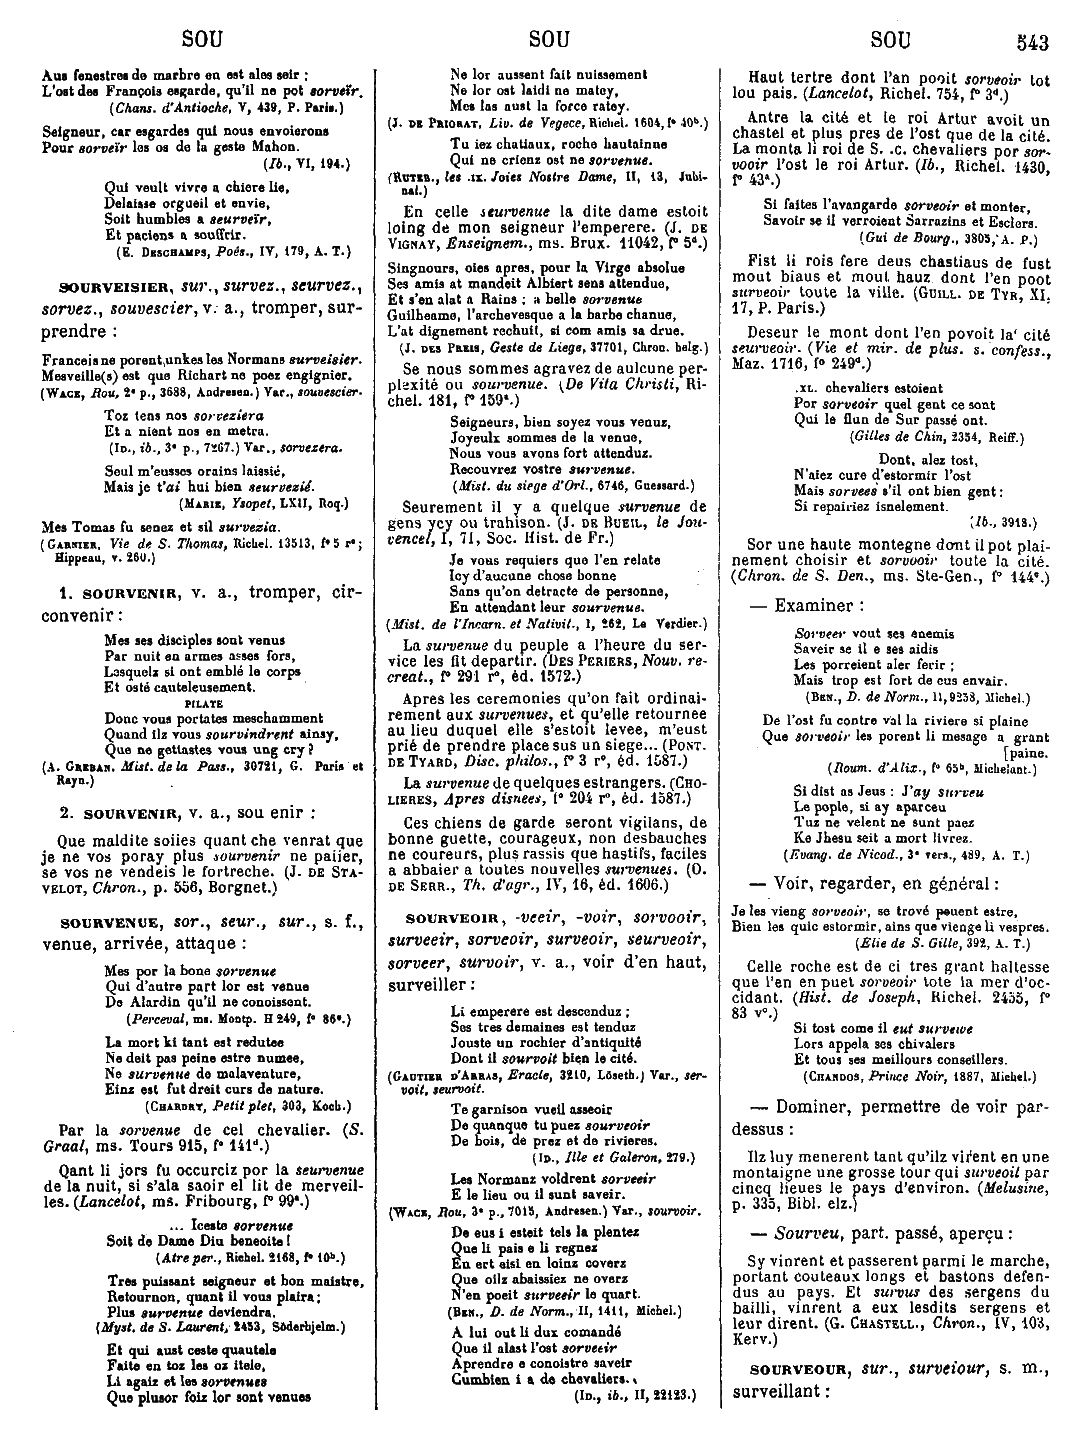 SOU
SOU
SOU
543
Aus fenestres de marbre en est ales seir ;
L'ost des François esgarde, qu'il ne pot sorveïr.
(Chans. d'Antioche, V, 439, P. Paris.)
Seigneur, car esgardes qui nous envoierons
Pour sorveïr les os de la geste Mahon.
(Ib., VI, 194.)
Qui veult vivre a chiere lie,
Delaisse orgueil et envie,
Soit humbles a seurveïr,
Et paciens a souffrir.
(E. DESCHAMPS, Poés., IV, 179, A. T.)
SOURVEISIER, sur., survez., seurvez.,
sorvez., souvescier, v. a., tromper, sur-
prendre :
Franceis ne porent unkes les Normans surveisier.
Mesveille(s) est que Richart ne poez engignier.
(WACE, Rou, 2e p., 3688, Andresen.) Var., souvescier.
Toz tens nos sorveziera
Et a nient nos en metra.
(ID., ib., 3e p., 7267.) Var., sorvezera.
Seul m'eusses orains laissié,
Mais je t'ai hui bien seurvezié.
(MARIE, Ysopet, LXII, Roq.)
Mes Tomas fu senez et sil survezia.
(GARNIER, Vie de S. Thomas, Richel. 13513, f° 5 r° ;
Hippeau, v. 260.)
1. SOURVENIR, v. a., tromper, cir-
convenir :
Mes ses disciples sont venus
Par nuit en armes asses fors,
Lesquelz si ont emblé le corps
Et osté cauteleusement.
PILATE
Donc vous portates meschamment
Quand ilz vous sourvindrent ainsy,
Que ne gettastes vous ung cry ?
(A. GREBAN, Mist. de la Pass., 30721, G. Paris et
Rayn.)
2. SOURVENIR, v. a., sou enir :
Que maldite soiies quant che venrat que
je ne vos poray plus sourvenir ne paiier,
se vos ne vendeis le fortreche. (J. DE STA-
VELOT, Chron., p. 556, Borgnet.)
SOURVENUE, sor., seur., sur., s. f.,
venue, arrivée, attaque :
Mes por la bone sorvenue
Qui d'autre part lor est venue
De Alardin qu'il ne conoissent.
(Perceval, ms. Montp. H 249, f° 86e.)
La mort ki tant est redutee
Ne deit pas peine estre numee,
Ne survenue de malaventure,
Einz est fut dreit curs de nature.
(CHARDRY, Petit plet, 303, Koch.)
Par la sorvenue de cel chevalier. (S.
Graal, ms. Tours 915, f° 141d.)
Qant li jors fu occurciz por la seurvenue
de la nuit, si s'ala saoir el lit de merveil-
les. (Lancelot, ms. Fribourg, f° 99a.)
... Iceste sorvenue
Soit de Dame Diu beneoite !
(Atre per., Richel. 2168, f° 10b.)
Tres puissant seigneur et bon maistre,
Retournon, quant il vous plaira ;
Plus survenue deviendra.
(Myst. de S. Laurent, 2453, Söderhjelm.)
Et qui aust ceste quautele
Faite en toz les oz itele,
Li agaiz et les sorvenues
Que plusor foiz lor sont venues
Ne lor aussent fait nuissement
Ne lor ost laidi ne matey,
Mes las aust la force ratey.
(J. DE PRIORAT, Liv. de Vegece, Richel. 1604, f° 40b.)
Tu iez chatiaux, roche hautainne
Qui ne crienz ost ne sorvenue.
(RUTEB., les .IX. Joies Nostre Dame, II, 13, Jubi-
nal.)
En celle seurvenue la dite dame estoit
loing de mon seigneur l'emperere. (J. DE
VIGNAY, Enseignem., ms. Brux. 11042, f° 5d.)
Singnours, oies apres, pour la Virge absolue
Ses amis at mandeit Albiert sens attendue,
Et s'en alat a Rains ; a belle sorvenue
Guilheame, l'archevesque a la barbe chanue,
L'at dignement rechuit, si com amis sa drue.
(J. DES PREIS, Geste de Liege, 37701, Chron. belg.)
Se nous sommes agravez de aulcune per-
plexité ou sourvenue. (De Vita Christi, Ri-
chel. 181, f° 159a.)
Seigneurs, bien soyez vous venuz,
Joyeulx sommes de la venue,
Nous vous avons fort attenduz.
Recouvrez vostre survenue.
(Mist. du siege d'Orl., 6746, Guessard.)
Seurement il y a quelque survenue de
gens ycy ou trahison. (J. DE BUEIL, le Jou-
vencel, I, 71, Soc. Hist. de Fr.)
Je vous requiers que l'en relate
Icy d'aucune chose bonne
Sans qu'on detracte de personne,
En attendant leur sourvenue.
(Mist. de l'Incarn. et Nativit., I, 262, Le Verdier.)
La survenue du peuple a l'heure du ser-
vice les fit departir. (DES PERIERS, Nouv. re-
creat., f° 291 r°, éd. 1572.)
Apres les ceremonies qu'on fait ordinai-
rement aux survenues, et qu'elle retournee
au lieu duquel elle s'estoit levee, m'eust
prié de prendre place sus un siege... (PONT.
DE TYARD, Disc. philos., f° 3 r°, éd. 1587.)
La survenue de quelques estrangers. (CHO-
LIERES, Apres disnees, f° 204 r°, éd. 1587.)
Ces chiens de garde seront vigilans, de
bonne guette, courageux, non desbauches
ne coureurs, plus rassis que hastifs, faciles
a abbaier a toutes nouvelles survenues. (O.
DE SERR., Th. d'agr., IV, 16, éd. 1606.)
SOURVEOIR, -veeir, -voir, sorvooir,
surveeir, sorveoir, surveoir, seurveoir,
sorveer, survoir, v. a., voir d'en haut,
surveiller :
Li emperere est descenduz ;
Ses tres demaines est tenduz
Jouste un rochier d'antiquité
Dont il sourvoit bien le cité.
(GAUTIER D'ARRAS, Eracle, 3210, Löseth.) Var., ser-
voit, seurvoit.
Te garnison vueil asseoir
De quanque tu puez sourveoir
De bois, de prez et de rivieres.
(ID., Ille et Galeron, 279.)
Les Normanz voldrent sorveeir
E le lieu ou il sunt saveir.
(WACE, Rou, 3e p., 7015, Andresen.) Var., sourvoir.
De eus i esteit tels la plentez
Que li pais e li regnez
En ert eisi en loinz coverz
Que oilz abaissiez ne overz
N'en poeit surveeir le quart.
(BEN., D. de Norm., II, 1411, Michel.)
A lui out li dux comandé
Que il alast l'ost sorveeir
Aprendre e conoistre saveir
Cumbien i a de chevaliers.
(ID., ib., II, 22123.)
Haut tertre dont l'an pooit sorveoir tot
lou pais. (Lancelot, Richel. 754, f° 3d.)
Antre la cité et le roi Artur avoit un
chastel et plus pres de l'ost que de la cité.
La monta li roi de S. .c. chevaliers por sor-
vooir l'ost le roi Artur. (Ib., Richel. 1430,
f° 43a.)
Si faites l'avangarde sorveoir et monter,
Savoir se il verroient Sarrazins et Esclers.
(Gui de Bourg., 3805, A. P.)
Fist li rois fere deus chastiaus de fust
mout biaus et mout hauz dont l'en poot
surveoir toute la ville. (GUILL. DE TYR, XI,
17, P. Paris.)
Deseur le mont dont l'en povoit la cité
seurveoir. (Vie et mir. de plus. s. confess.,
Maz. 1716, f° 249d.)
.XL. chevaliers estoient
Por sorveoir quel gent ce sont
Qui le flun de Sur passé ont.
(Gilles de Chin, 2354, Reiff.)
Dont, alez tost,
N'aiez cure d'estormir l'ost
Mais sorvees s'il ont bien gent :
Si repairiez isnelement.
(Ib., 3918.)
Sor une haute montegne dont il pot plai-
nement choisir et sorvooir toute la cité.
(Chron. de S. Den., ms. Ste-Gen., f° 144c.)
— Examiner :
Sorveer vout ses enemis
Saveir se il e ses aidis
Les porreient aler ferir ;
Mais trop est fort de eus envair.
(BEN., D. de Norm., II, 9258, Michel.)
De l'ost fu contre val la riviere si plaine
Que sorveoir les porent li mesage a grant
[paine.
(Roum. d'Alix., f° 65b, Michelant.)
Si dist as Jeus : J'ay surveu
Le pople, si ay aparceu
Tuz ne velent ne sunt paez
Ke Jhesu seit a mort livrez.
(Evang. de Nicod., 3e vers., 489, A. T.)
— Voir, regarder, en général :
Je les vieng sorveoir, se trové peuent estre,
Bien les quic estormir, ains que vienge li vespres.
(Elie de S. Gille, 392, A. T.)
Celle roche est de ci tres grant haltesse
que l'en en puet sorveoir tote la mer d'oc-
cidant. (Hist. de Joseph, Richel. 2455, f°
83 v°.)
Si tost come il eut surveue
Lors appela ses chivalers
Et tous ses meillours conseillers.
(CHANDOS, Prince Noir, 1887, Michel.)
— Dominer, permettre de voir par-
dessus :
Ilz luy menerent tant qu'ilz virent en une
montaigne une grosse tour qui surveoit par
cincq lieues le pays d'environ. (Melusine,
p. 335, Bibl. elz.)
— Sourveu, part. passé, aperçu :
Sy vinrent et passerent parmi le marche,
portant couteaux longs et bastons defen-
dus au pays. Et survus des sergens du
bailli, vinrent a eux lesdits sergens et
leur dirent. (G. CHASTELL., Chron., IV, 103,
Kerv.)
SOURVEOUR, sur., surveiour, s. m.,
surveillant :